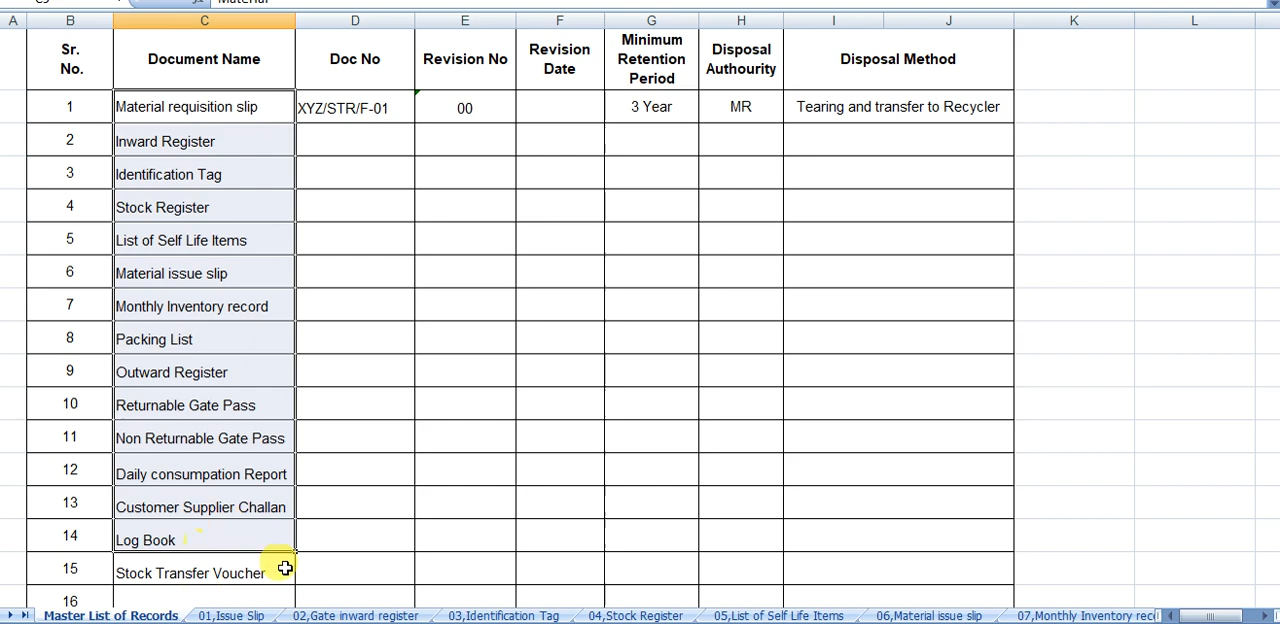 A B C D E F G H I J K L
Sr. No. Document Name Doc No Revision No Revision Date Minimum Retention Period Disposal Authourity Disposal Method
1 Material requisition slip XYZ/STR/F-01 00 3 Year MR Tearing and transfer to Recycler
2 Inward Register
3 Identification Tag
4 Stock Register
5 List of Self Life Items
6 Material issue slip
7 Monthly Inventory record
8 Packing List
9 Outward Register
10 Returnable Gate Pass
11 Non Returnable Gate Pass
12 Daily consumpation Report
13 Customer Supplier Challan
14 Log Book
15 Stock Transfer Voucher
16
Master List of Records 01,Issue Slip 02,Gate inward register 03,Identification Tag 04,Stock Register 05,List of Self Life Items 06,Material issue slip 07,Monthly Inventory reco